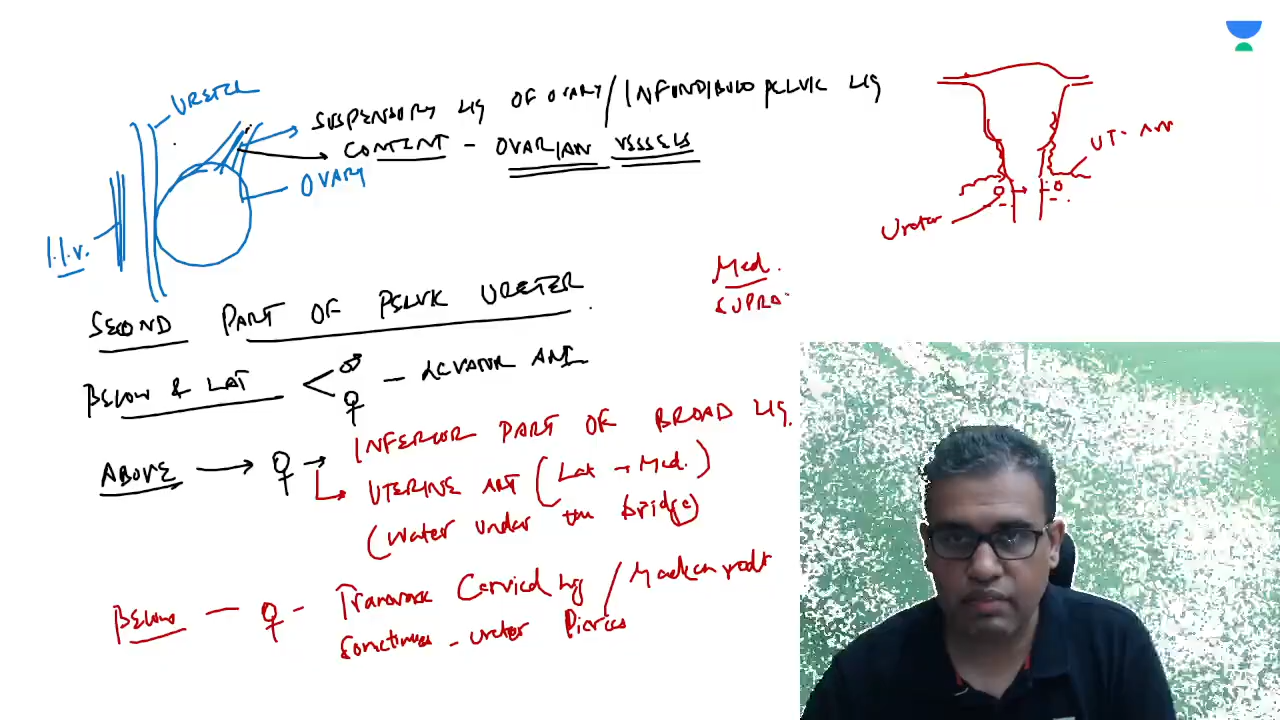 URETER
SUSPENSORY LIG OF OVARY / INFUNDIBULO PELVIC LIG
CONTENT - OVARIAN VESSELS
OVARY
I.I.V.
UT. ART
Ureter
Med.
SUPRA
SECOND PART OF PELVIC URETER
BELOW & LAT < ♂ ♀ - LEVATOR ANI
ABOVE → ♀ → INFERIOR PART OF BROAD LIG.
UTERINE ART (Lat → Med.)
(Water under the bridge)
BELOW - ♀ - Transverse Cervical Lig / Mackenrodt
Sometimes - ureter Pierces